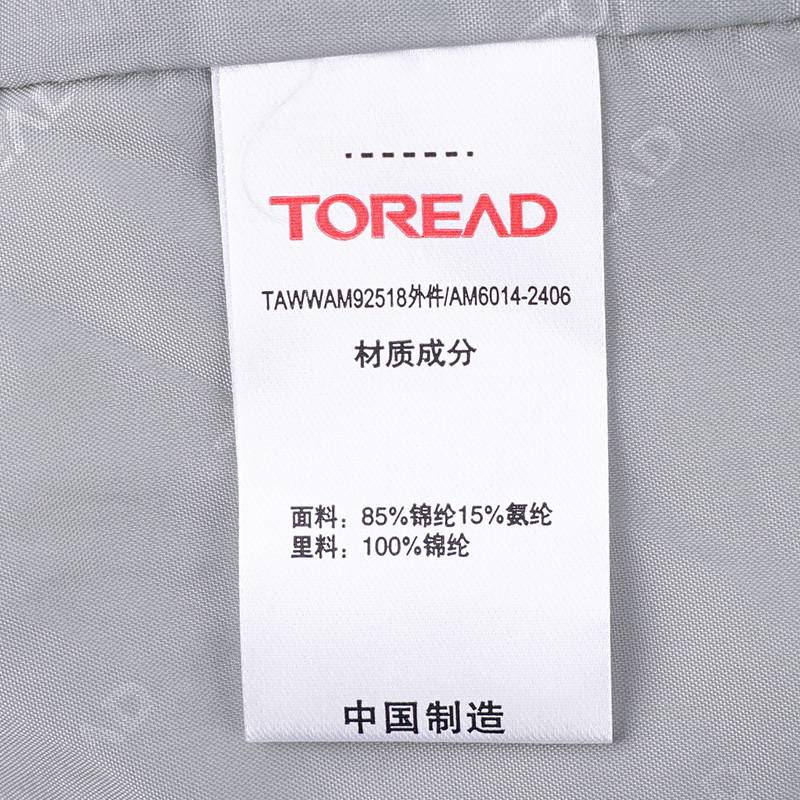 TOREAD
TAWWAM92518外件/AM6014-2406
材质成分
面料：85%锦纶15%氨纶
里料：100%锦纶
中国制造